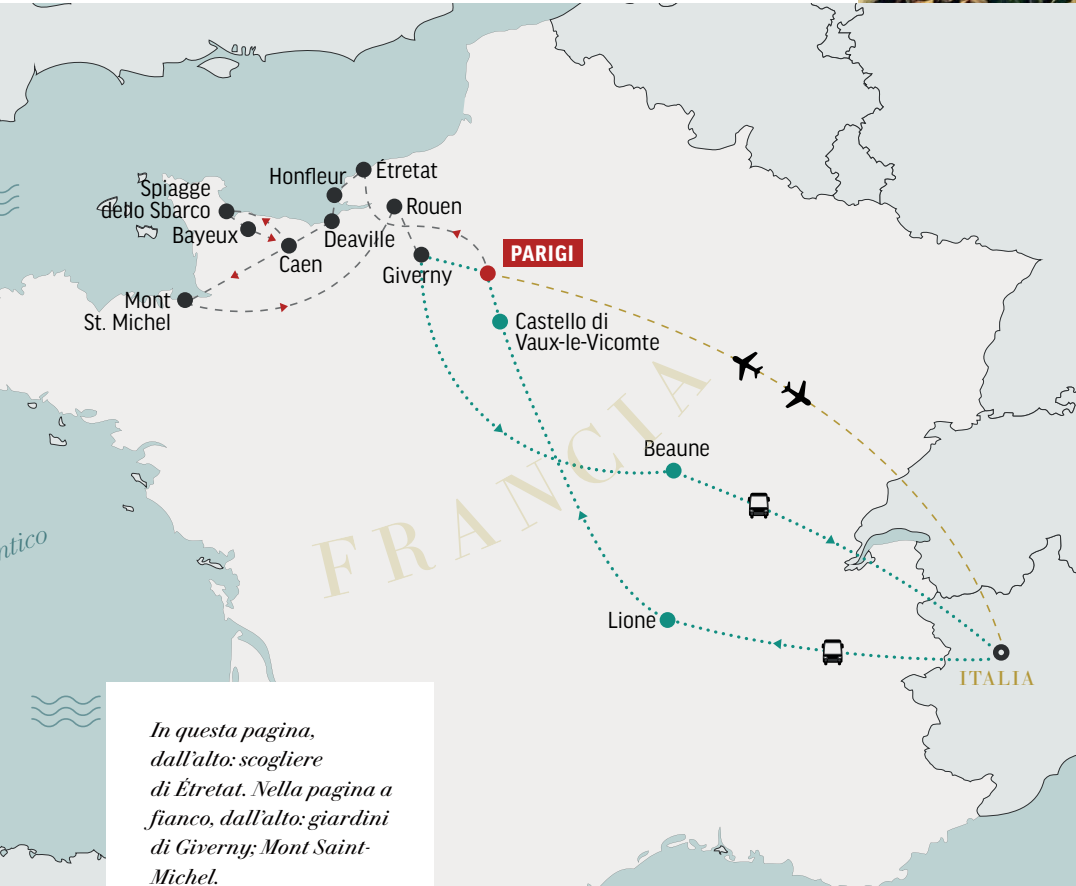 Étretat
Honfleur
Spiagge
dello Sbarco
Rouen
Bayeux
Deaville
Caen
PARIGI
Giverny
Mont
St. Michel
Castello di
Vaux-le-Vicomte
FRANCIA
Beaune
ntico
Lione
ITALIA
In questa pagina,
dall'alto: scogliere
di Étretat. Nella pagina a
fianco, dall'alto: giardini
di Giverny; Mont Saint-
Michel.